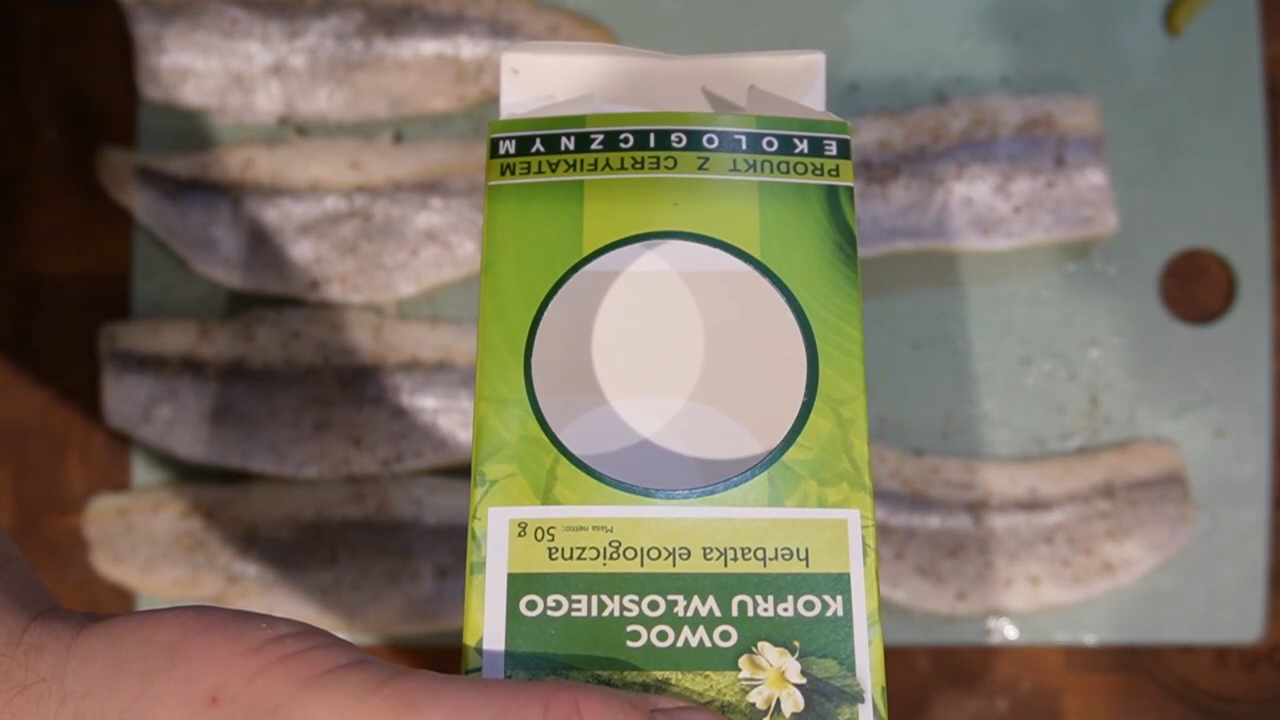 OWOC
KOPRU WŁOSKIEGO
herbatka ekologiczna
Masa netto: 50 g
PRODUKT Z CERTYFIKATEM
EKOLOGICZNYM